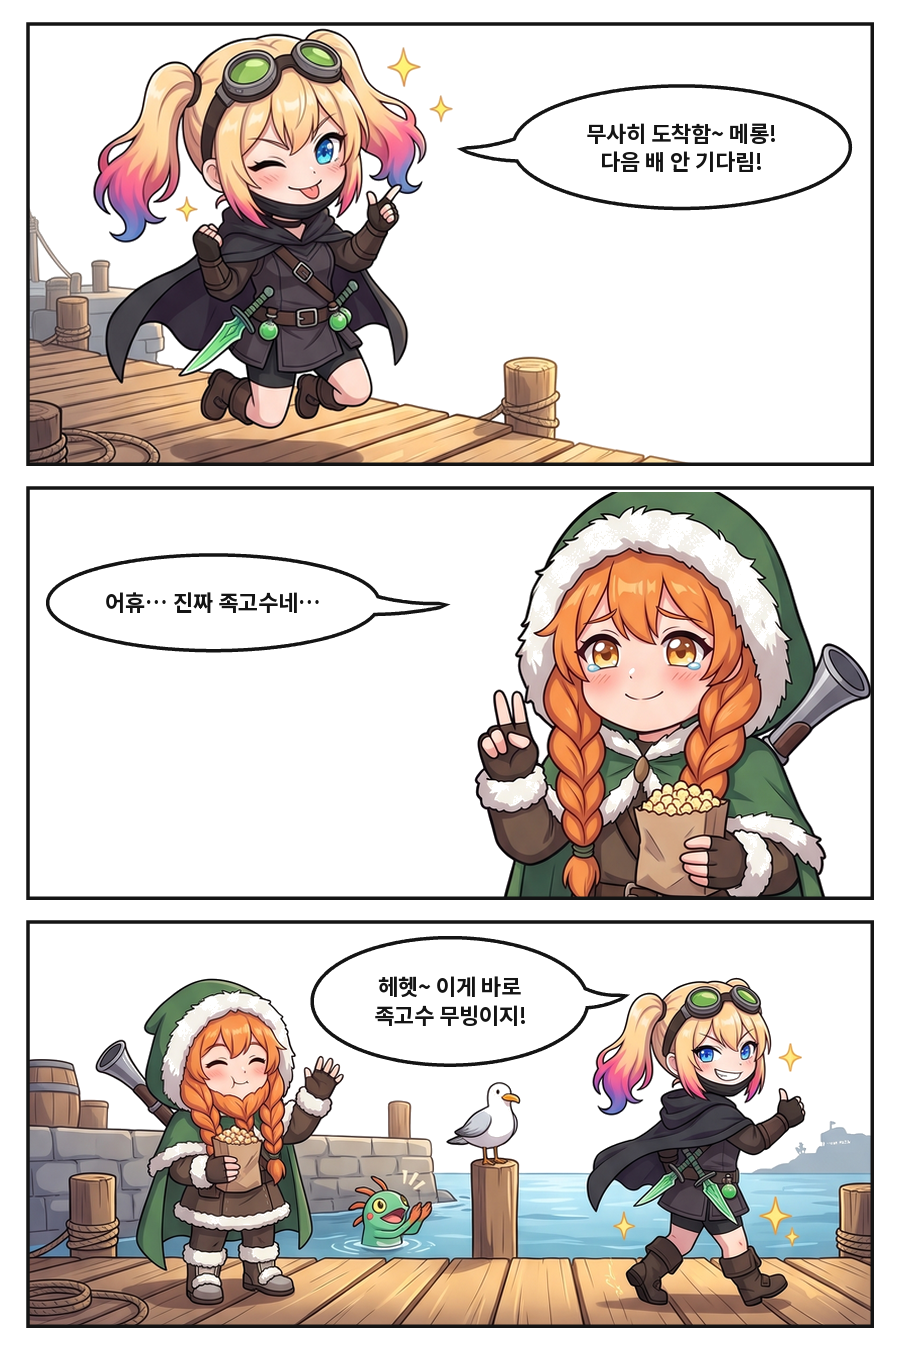 무사히 도착함~ 메롱!
다음 배 안 기다림!
어휴… 진짜 족고수네…
헤헷~ 이게 바로
족고수 무빙이지!